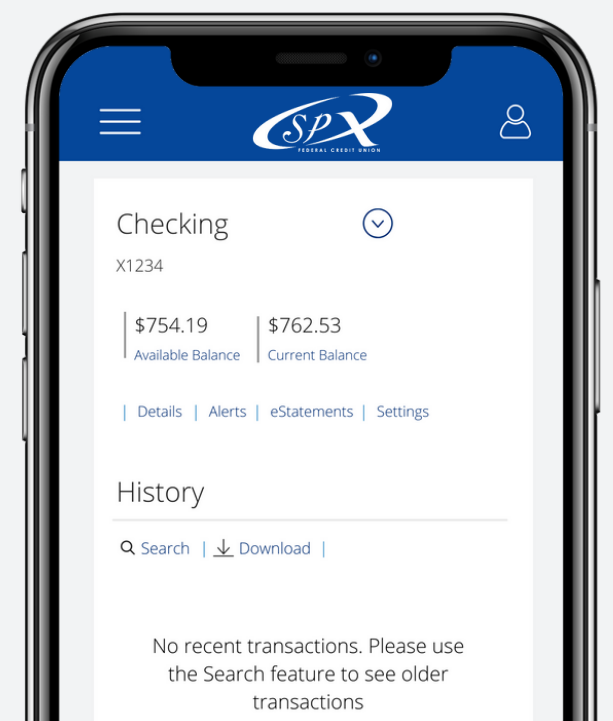 SPX
FEDERAL CREDIT UNION
Checking
X1234
$754.19 $762.53
Available Balance Current Balance
| Details | Alerts | eStatements | Settings
History
Search | Download |
No recent transactions. Please use
the Search feature to see older
transactions